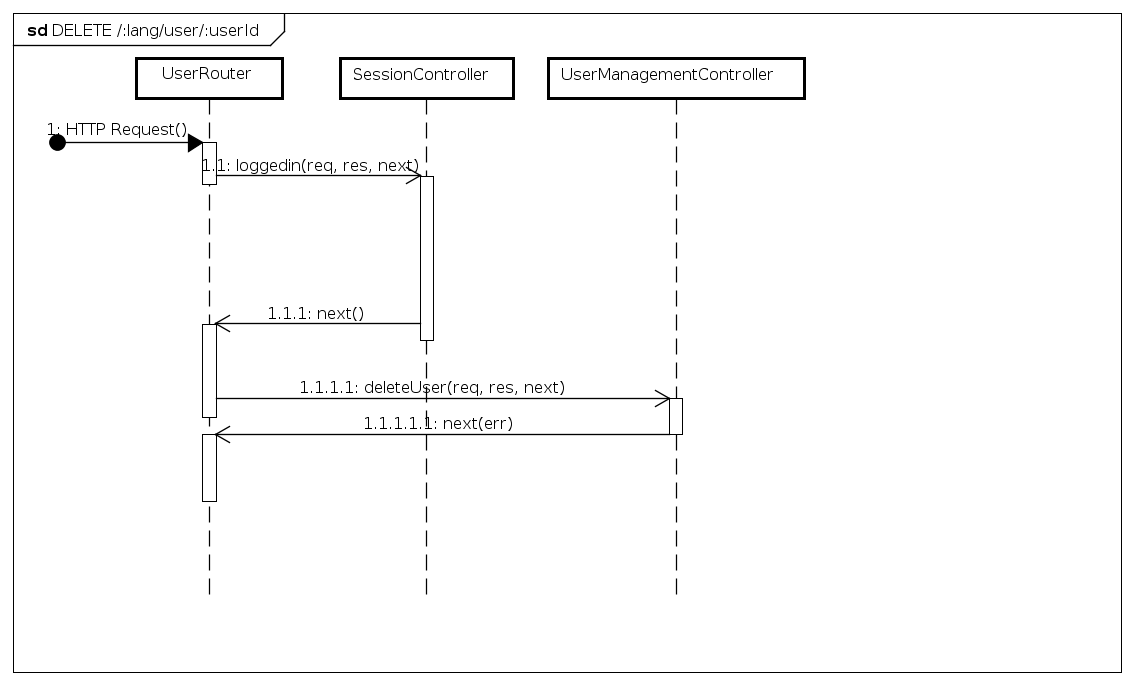 sd DELETE /:lang/user/:userId
UserRouter
SessionController
UserManagementController
1: HTTP Request()
1.1: loggedin(req, res, next)
1.1.1: next()
1.1.1.1: deleteUser(req, res, next)
1.1.1.1.1: next(err)